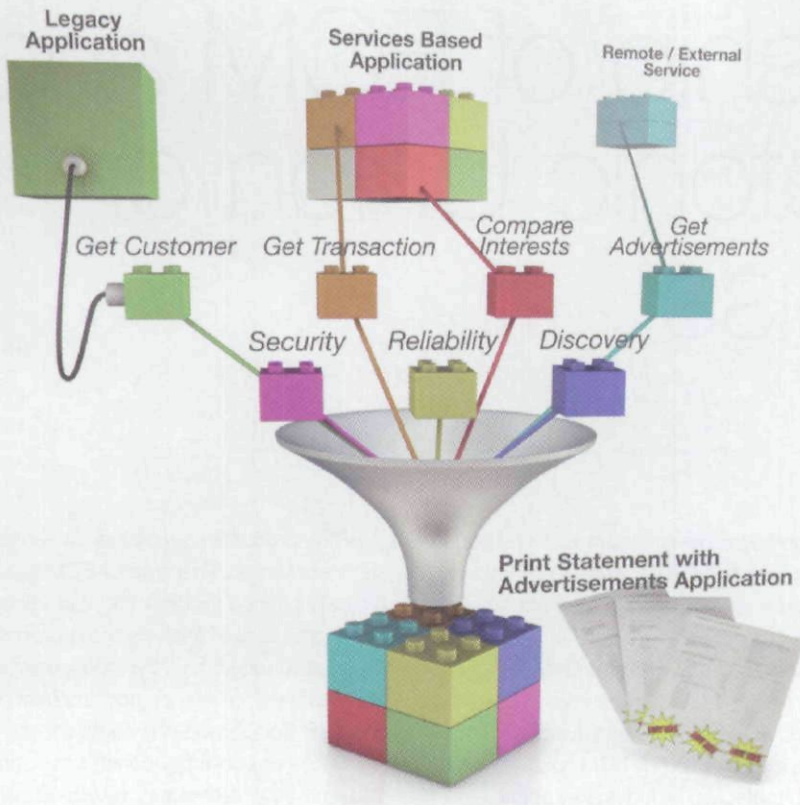 Legacy
Application
Services Based
Application
Remote / External
Service
Get Customer
Get Transaction
Compare
Interests
Get
Advertisements
Security
Reliability
Discovery
Print Statement with
Advertisements Application